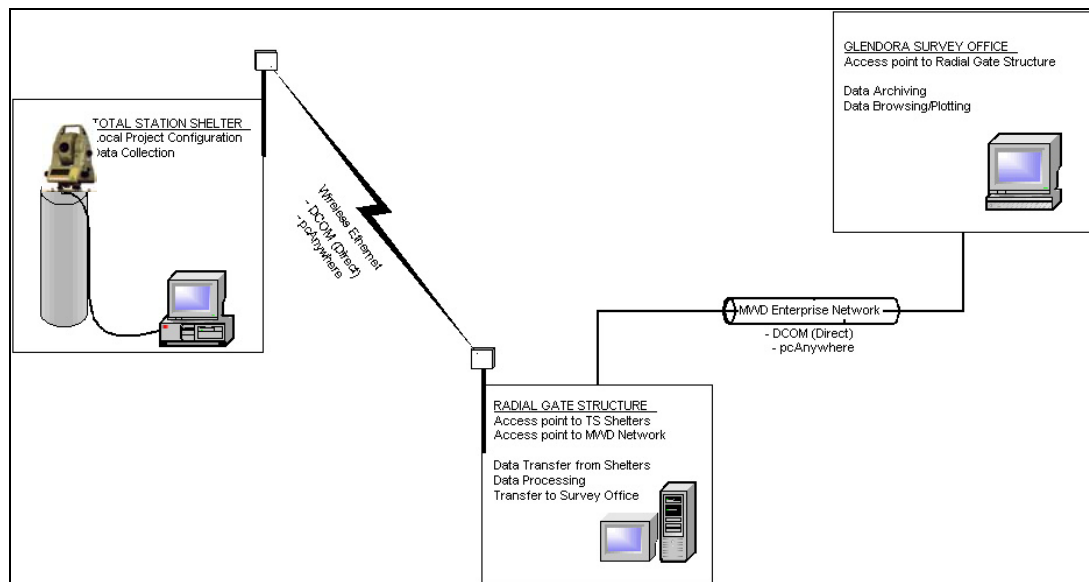 TOTAL STATION SHELTER
Local Project Configuration
Data Collection
Wireless Ethernet
- DCOM (Direct)
- pcAnywhere
GLENDORA SURVEY OFFICE
Access point to Radial Gate Structure
Data Archiving
Data Browsing/Plotting
MWD Enterprise Network
- DCOM (Direct)
- pcAnywhere
RADIAL GATE STRUCTURE
Access point to TS Shelters
Access point to MWD Network
Data Transfer from Shelters
Data Processing
Transfer to Survey Office